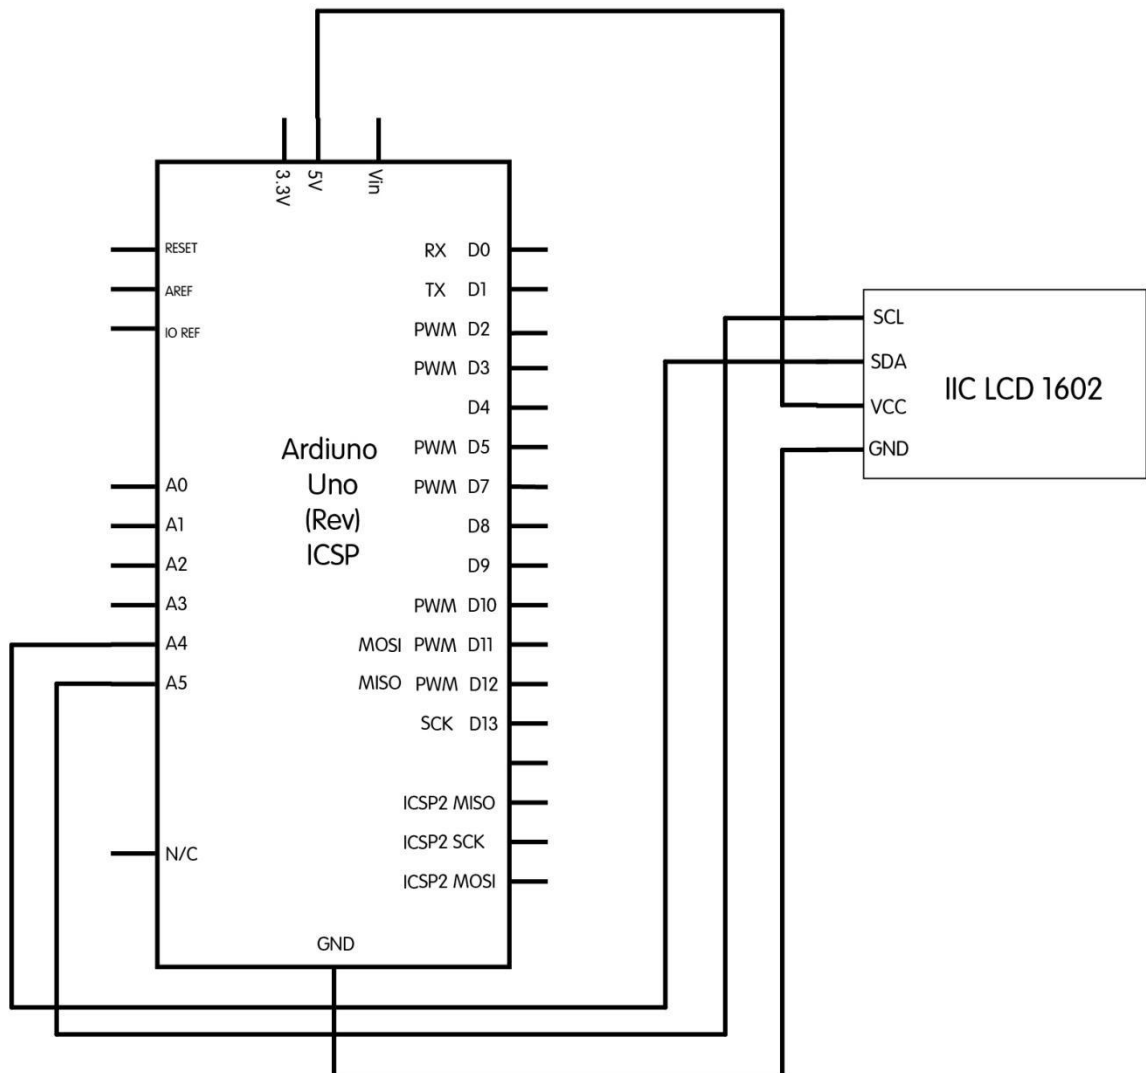 3.3V
5V
Vin
RESET
AREF
IO REF
A0
A1
A2
A3
A4
A5
N/C
Ardiuno
Uno
(Rev)
ICSP
RX D0
TX D1
PWM D2
PWM D3
D4
PWM D5
PWM D7
D8
D9
PWM D10
MOSI PWM D11
MISO PWM D12
SCK D13
ICSP2 MISO
ICSP2 SCK
ICSP2 MOSI
GND
SCL
SDA
VCC
GND
IIC LCD 1602